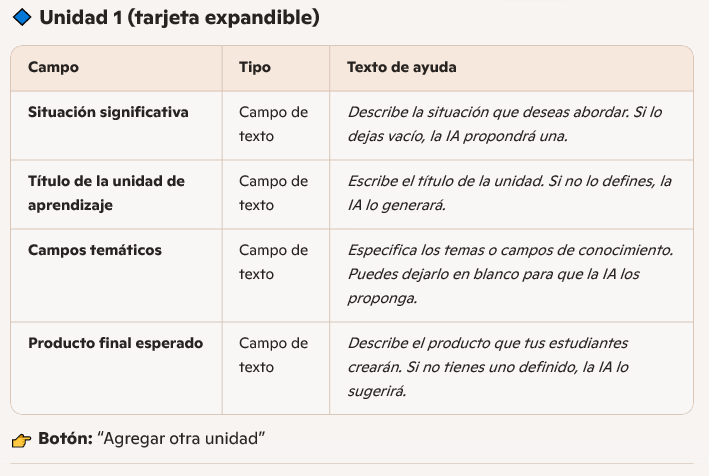 Unidad 1 (tarjeta expandible)
Campo Tipo Texto de ayuda
Situación significativa
Campo de
texto
Describe la situación que deseas abordar. Si lo
dejas vacío, la IA propondrá una.
Título de la unidad de
aprendizaje
Campo de
texto
Escribe el título de la unidad. Si no lo defines, la
IA lo generará.
Campos temáticos
Campo de
texto
Especifica los temas o campos de conocimiento.
Puedes dejarlo en blanco para que la IA los
proponga.
Producto final esperado
Campo de
texto
Describe el producto que tus estudiantes
crearán. Si no tienes uno definido, la IA lo
sugerirá.
Botón: “Agregar otra unidad”